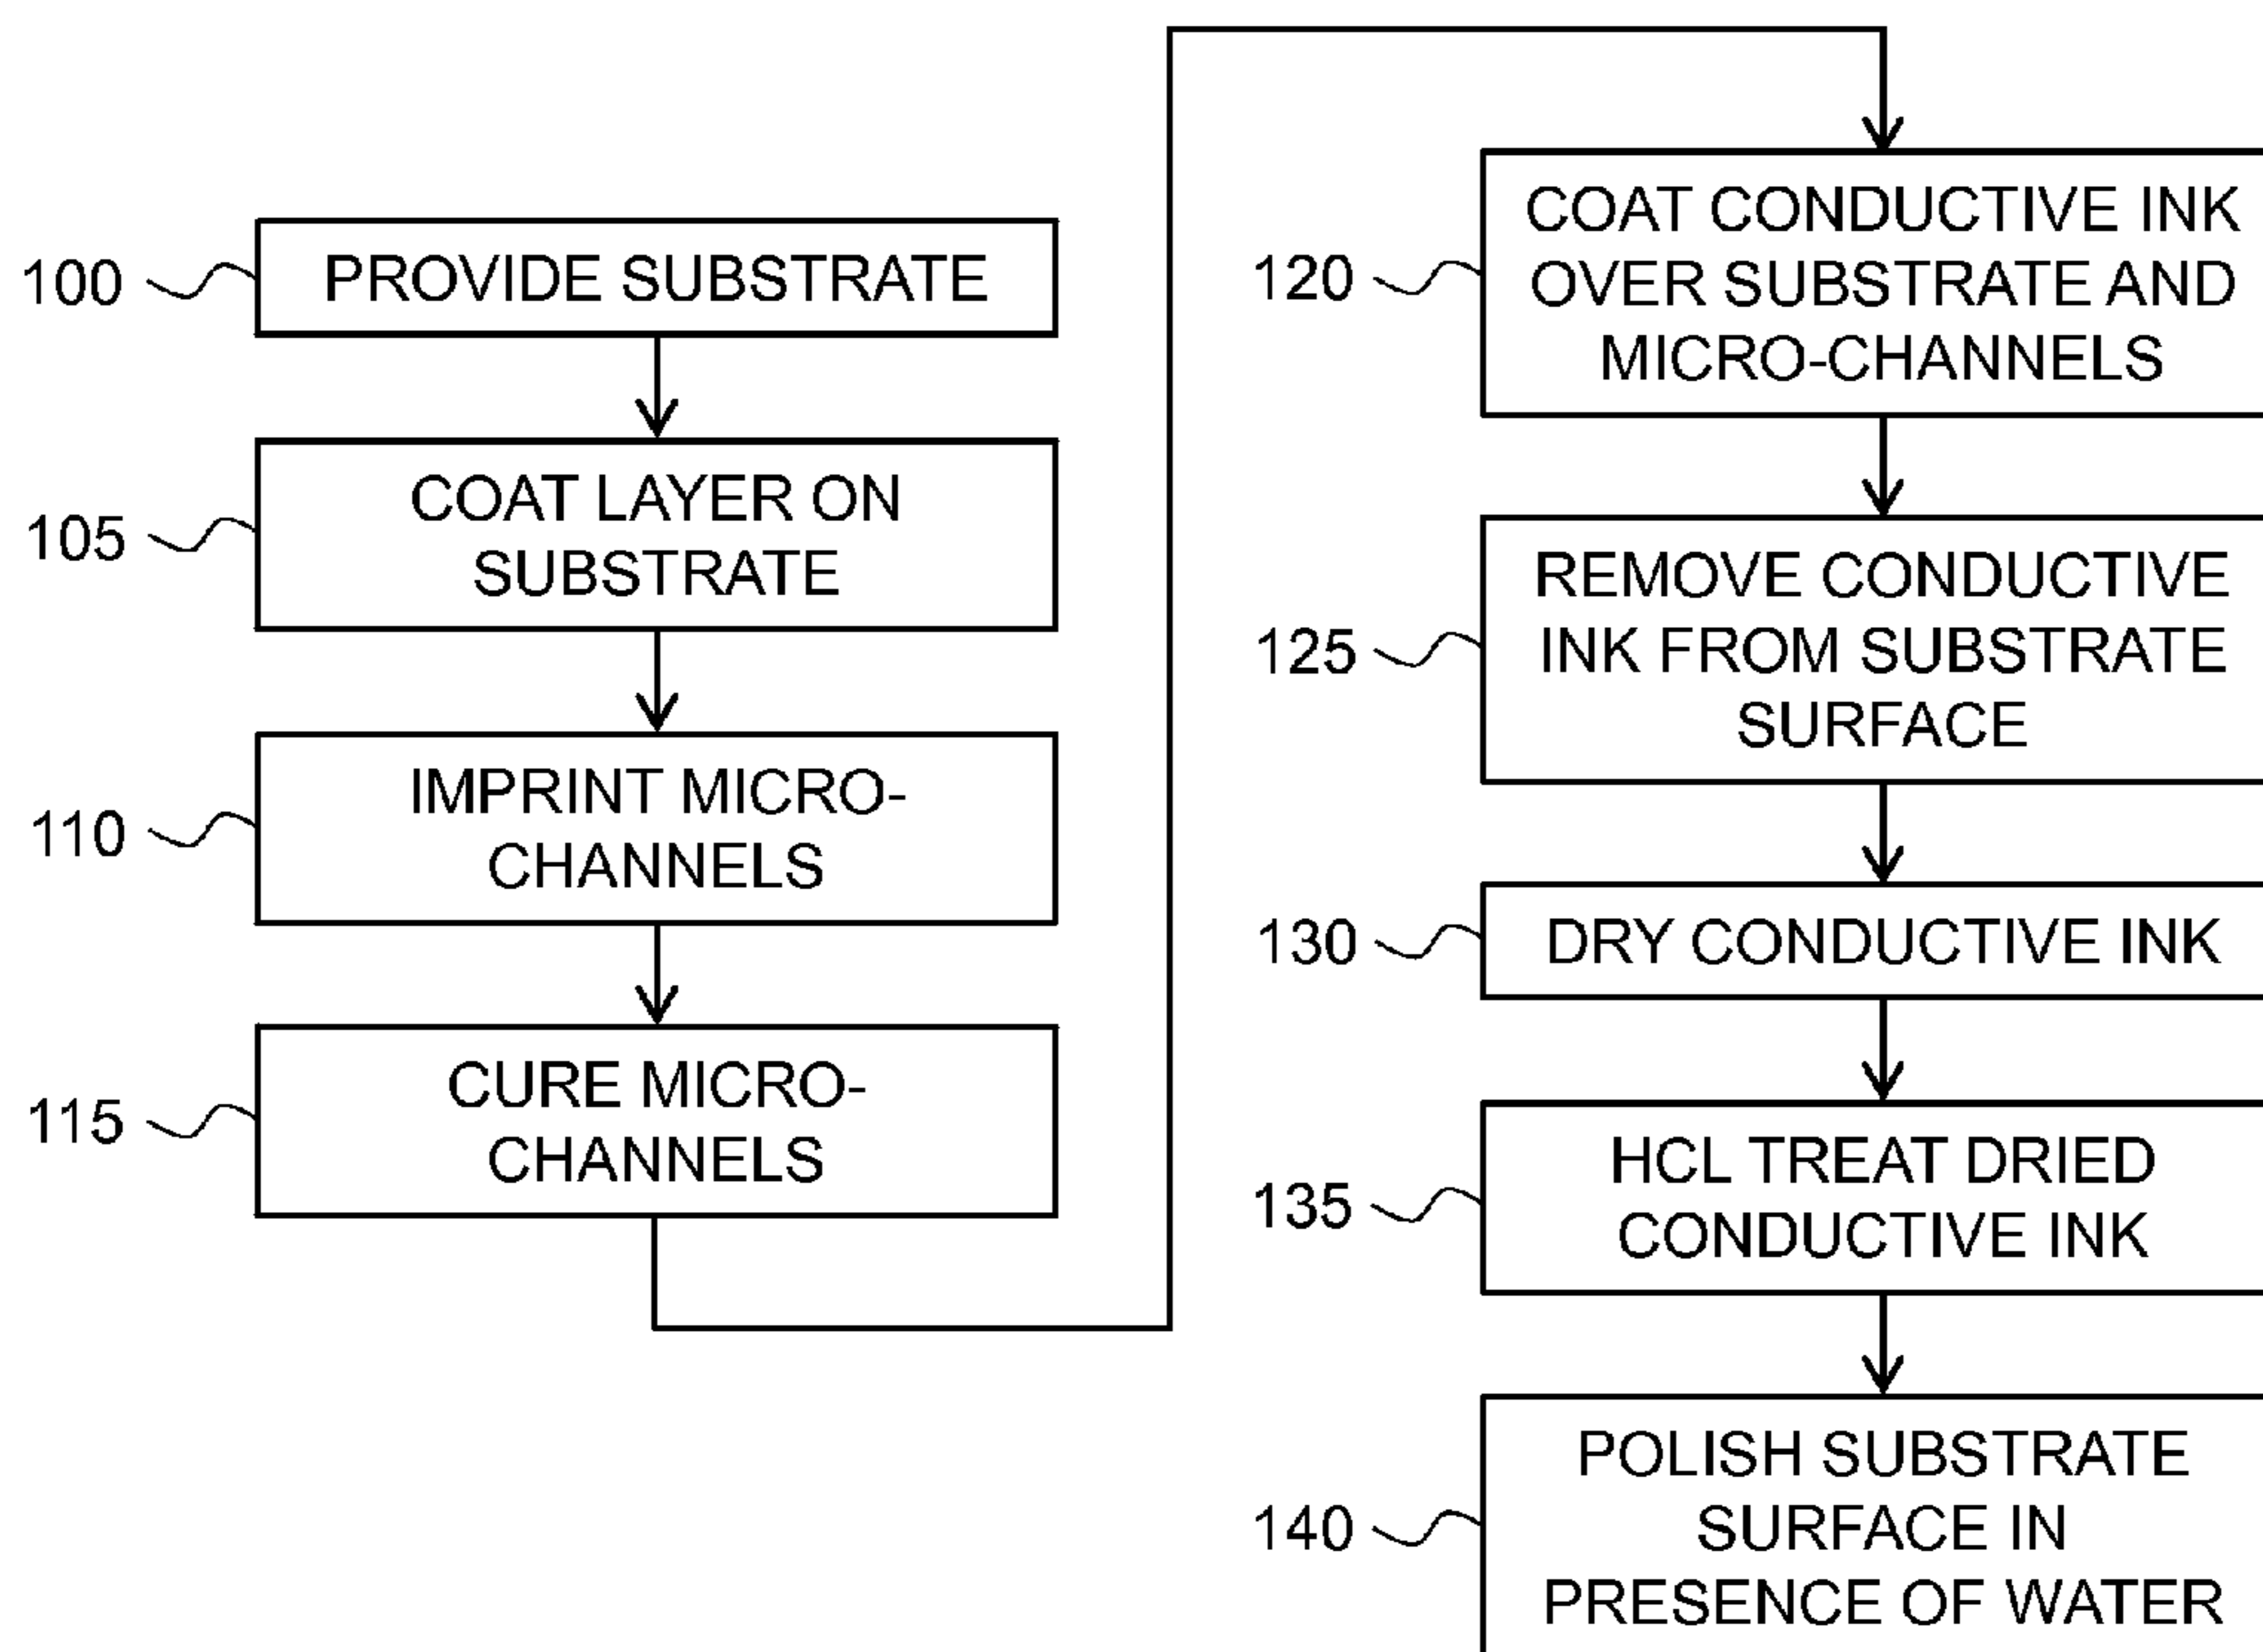 100
PROVIDE SUBSTRATE
105
COAT LAYER ON
SUBSTRATE
110
IMPRINT MICRO-
CHANNELS
115
CURE MICRO-
CHANNELS
120
COAT CONDUCTIVE INK
OVER SUBSTRATE AND
MICRO-CHANNELS
125
REMOVE CONDUCTIVE
INK FROM SUBSTRATE
SURFACE
130
DRY CONDUCTIVE INK
135
HCL TREAT DRIED
CONDUCTIVE INK
140
POLISH SUBSTRATE
SURFACE IN
PRESENCE OF WATER